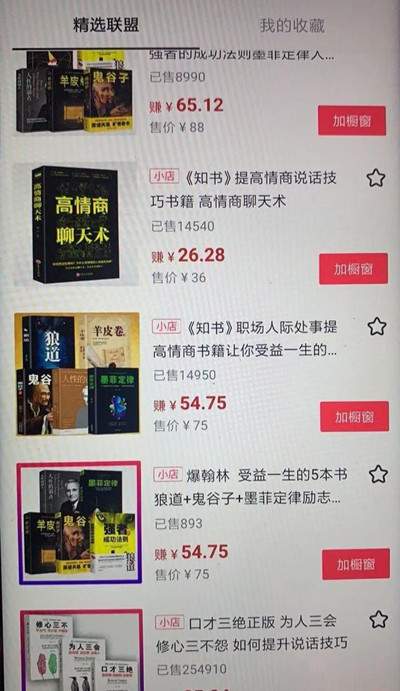 精选联盟
我的收藏
强者的成功法则墨菲定律人...
已售8990
赚 ¥65.12
售价 ¥88
加橱窗
羊皮卷
鬼谷子
高情商
聊天术
小店 《知书》提高情商说话技
巧书籍 高情商聊天术
已售14540
赚 ¥26.28
售价 ¥36
加橱窗
狼道
羊皮卷
鬼谷子
人性的
墨菲定律
小店 《知书》职场人际处事提
高情商书籍让你受益一生的...
已售14950
赚 ¥54.75
售价 ¥75
加橱窗
人性的弱点
墨菲定律
羊皮
鬼谷子
强者
成功法则
小店 爆翰林 受益一生的5本书
狼道+鬼谷子+墨菲定律励志...
已售893
赚 ¥54.75
售价 ¥75
加橱窗
修心三不
为人三会
口才三绝
小店 口才三绝正版 为人三会
修心三不怨 如何提升说话技巧
已售254910